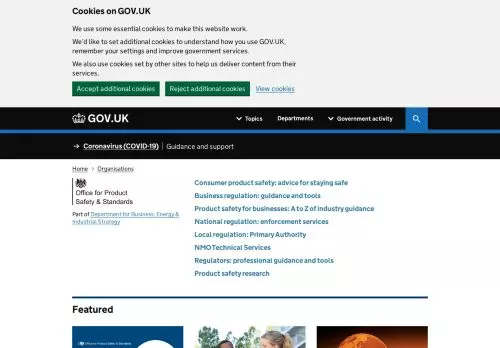 Cookies on GOV.UK
We use some essential cookies to make this website work.
We'd like to set additional cookies to understand how you use GOV.UK,
remember your settings and improve government services.
We also use cookies set by other sites to help us deliver content from their
services.
Accept additional cookies
Reject additional cookies
View cookies
GOV.UK
Topics
Departments
Government activity
→ Coronavirus (COVID-19) | Guidance and support
Home > Organisations
Office for Product
Safety & Standards
Part of Department for Business, Energy &
Industrial Strategy
Consumer product safety: advice for staying safe
Business regulation: guidance and tools
Product safety for businesses: A to Z of industry guidance
National regulation: enforcement services
Local regulation: Primary Authority
NMO Technical Services
Regulators: professional guidance and tools
Product safety research
Featured
Office for Product Safety & Standards